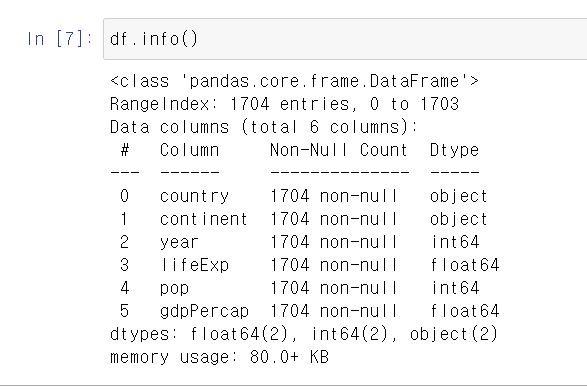 In [7]: df.info()
<class 'pandas.core.frame.DataFrame'>
RangeIndex: 1704 entries, 0 to 1703
Data columns (total 6 columns):
 #   Column     Non-Null Count  Dtype
---  ------     --------------  -----
 0   country    1704 non-null   object
 1   continent  1704 non-null   object
 2   year       1704 non-null   int64
 3   lifeExp    1704 non-null   float64
 4   pop        1704 non-null   int64
 5   gdpPercap  1704 non-null   float64
dtypes: float64(2), int64(2), object(2)
memory usage: 80.0+ KB